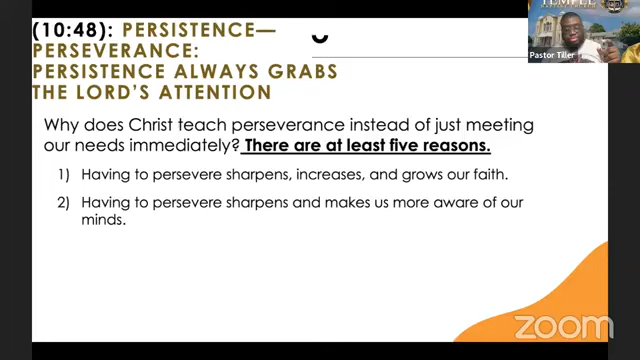 (10:48): PERSISTENCE—
PERSEVERANCE:
PERSISTENCE ALWAYS GRABS
THE LORD'S ATTENTION
Why does Christ teach perseverance instead of just meeting
our needs immediately? There are at least five reasons.
1) Having to persevere sharpens, increases, and grows our faith.
2) Having to persevere sharpens and makes us more aware of our
minds.
TEMPLE
Pastor Tiller
zoom